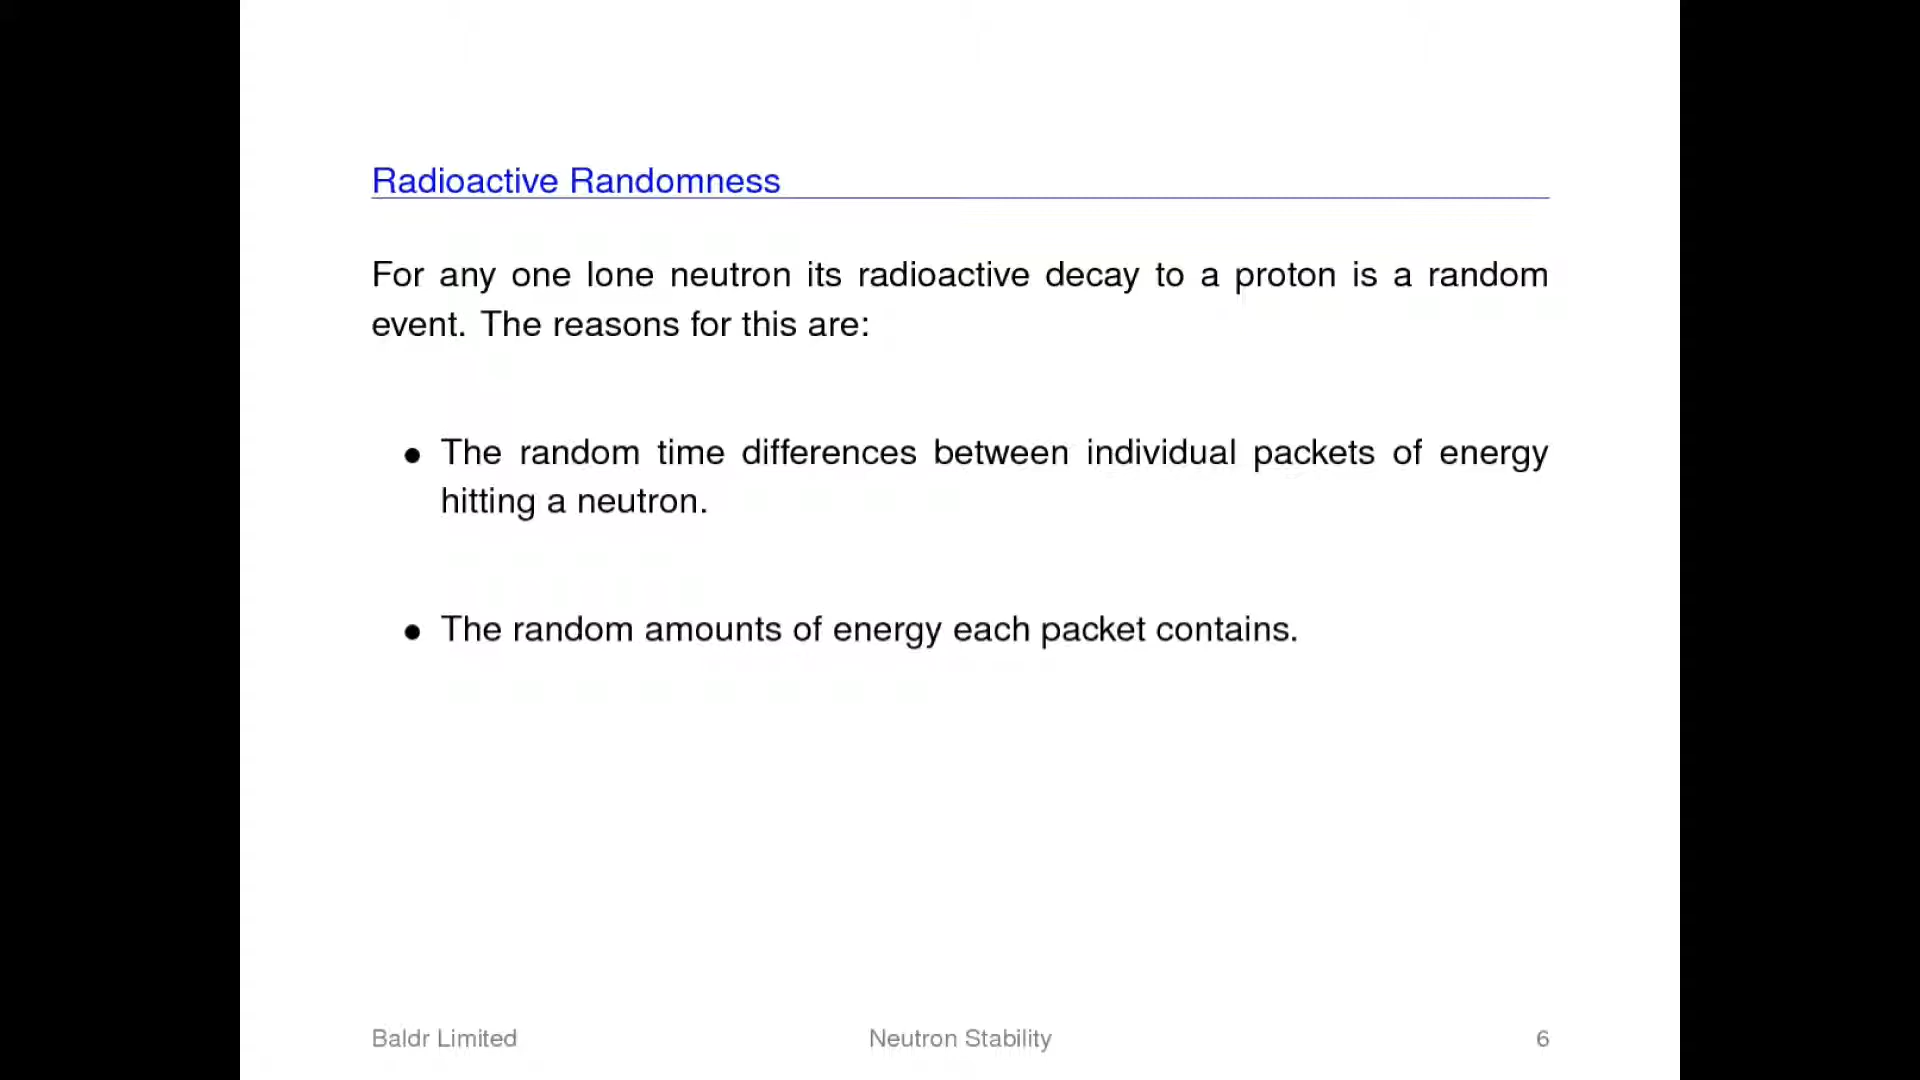 Radioactive Randomness
For any one lone neutron its radioactive decay to a proton is a random
event. The reasons for this are:
• The random time differences between individual packets of energy
hitting a neutron.
• The random amounts of energy each packet contains.
Baldr Limited Neutron Stability 6